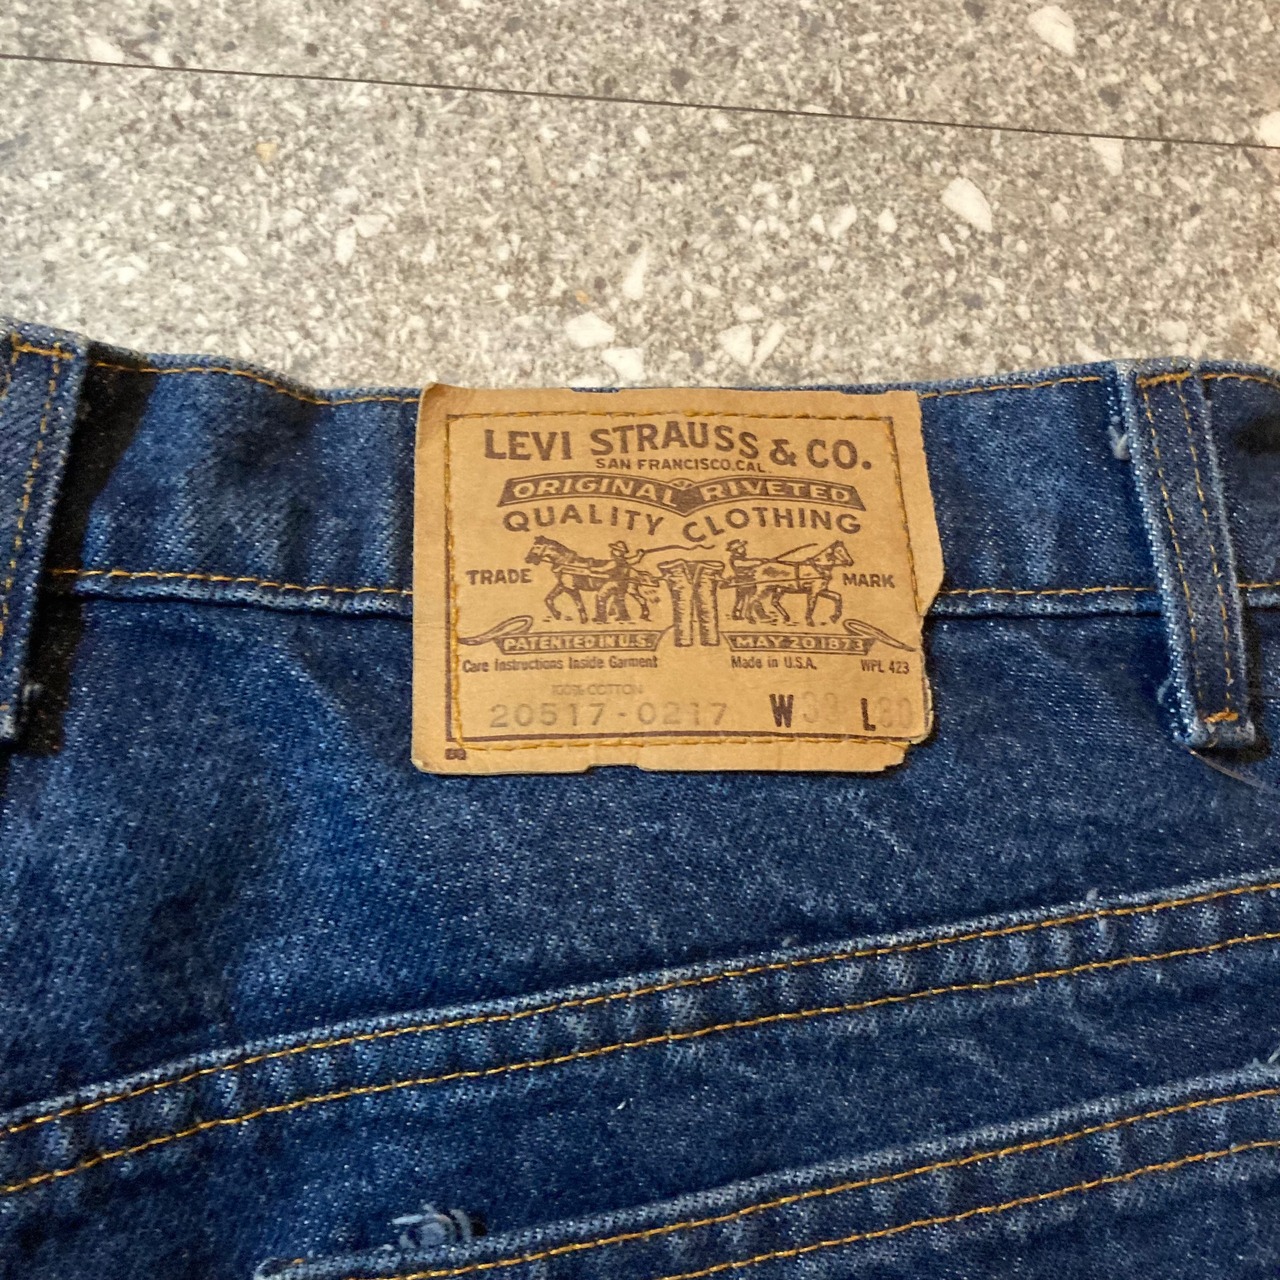 LEVI STRAUSS & CO.
SAN FRANCISCO, CAL.
ORIGINAL RIVETED
QUALITY CLOTHING
TRADE MARK
PATENTED IN U.S. MAY 20 1873
Care Instructions Inside Garment Made in U.S.A. WPL 423
100% COTTON
20517-0217 W L30